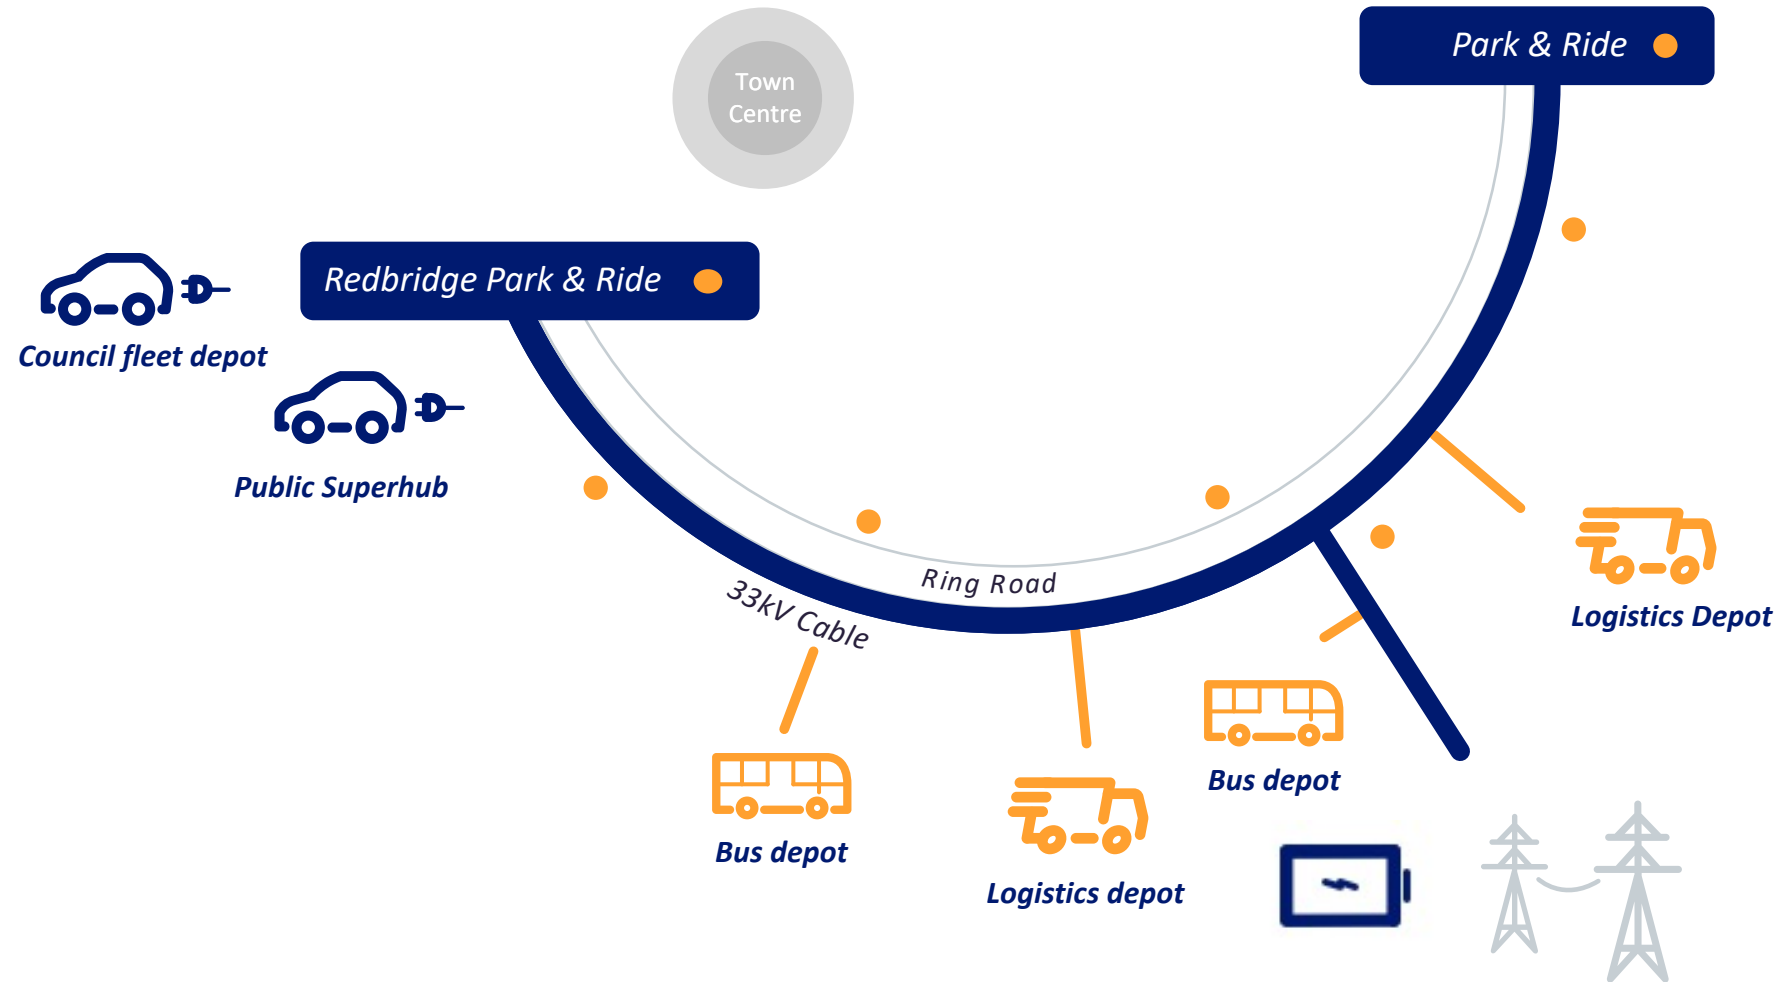 Park & Ride
Town
Centre
Redbridge Park & Ride
Council fleet depot
Public Superhub
Ring Road
33kV Cable
Logistics Depot
Bus depot
Bus depot
Logistics depot